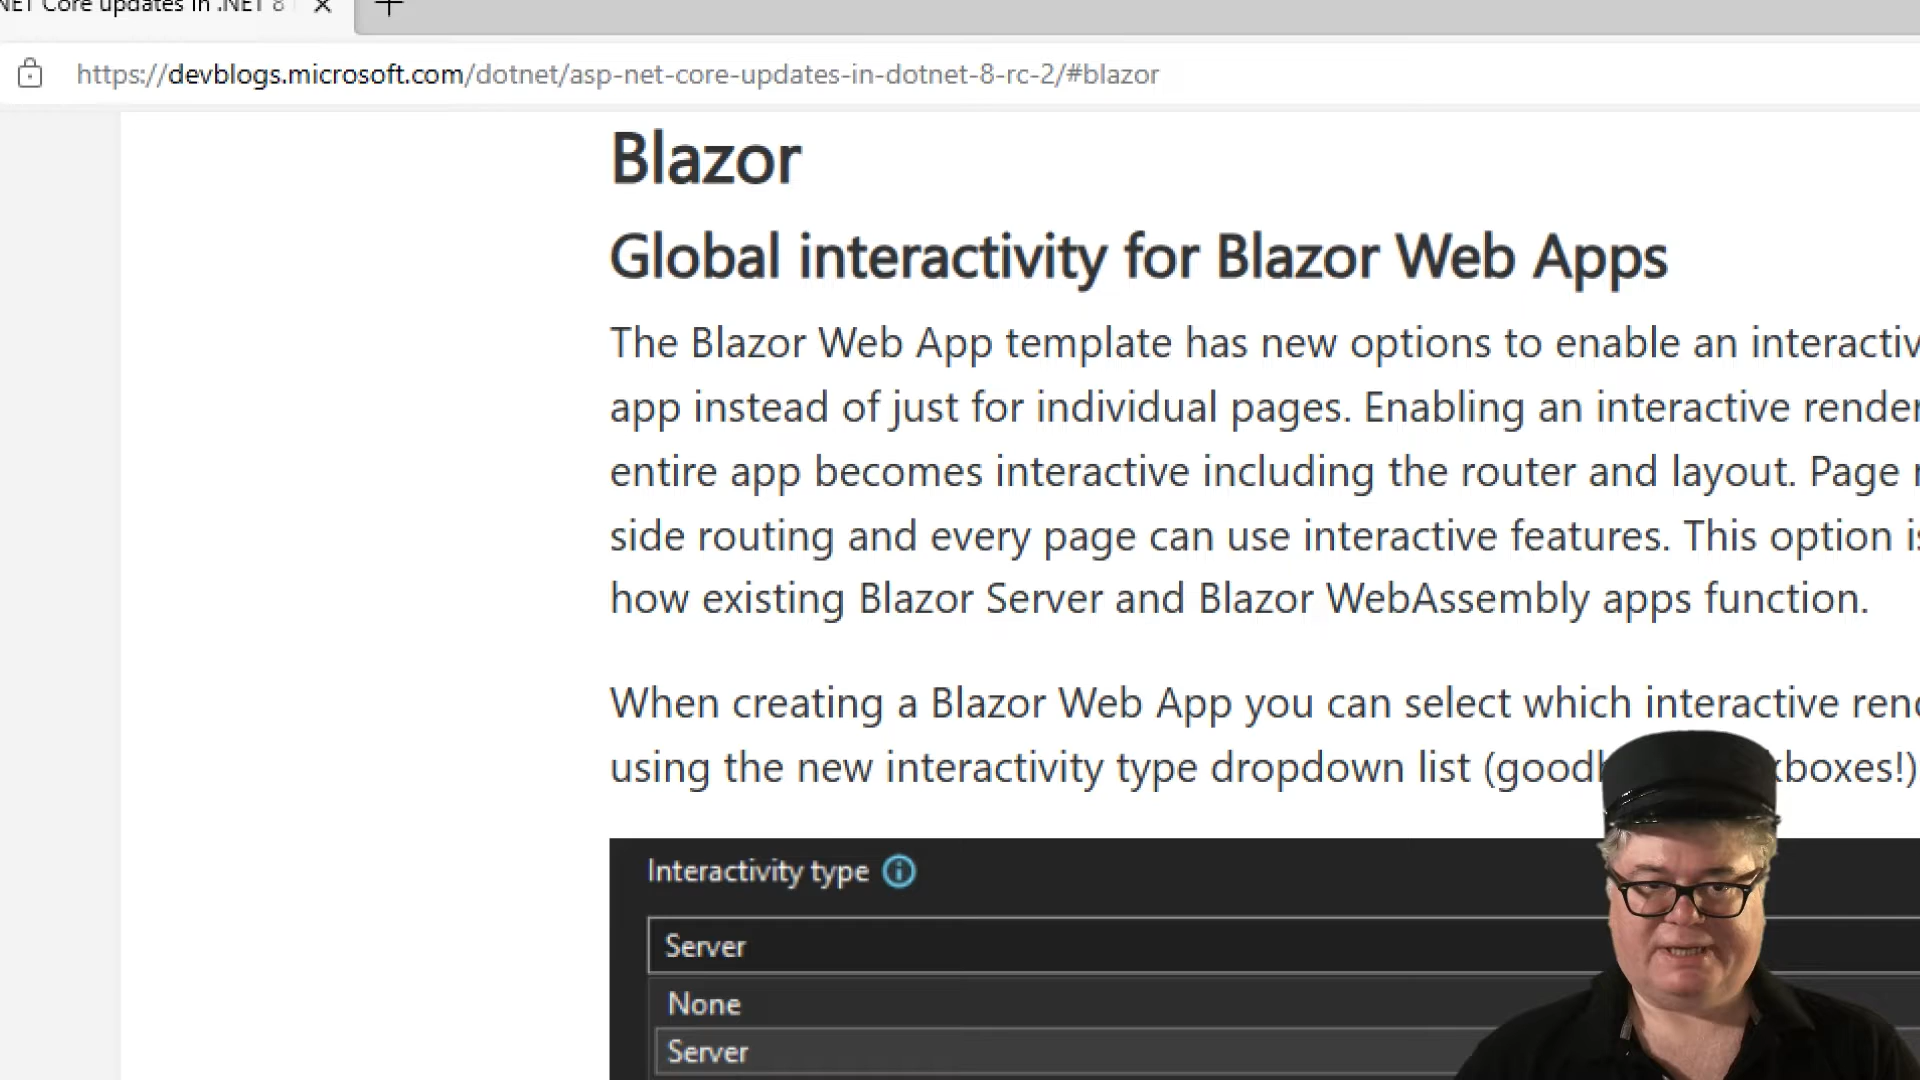 NET Core updates in .NET 8
https://devblogs.microsoft.com/dotnet/asp-net-core-updates-in-dotnet-8-rc-2/#blazor
Blazor
Global interactivity for Blazor Web Apps
The Blazor Web App template has new options to enable an
app instead of just for individual pages. Enabling an interactive
entire app becomes interactive including the router and layout. Page
side routing and every page can use interactive features. This option
how existing Blazor Server and Blazor WebAssembly apps function.
When creating a Blazor Web App you can select which interactive
using the new interactivity type dropdown list
Interactivity type
Server
None
Server